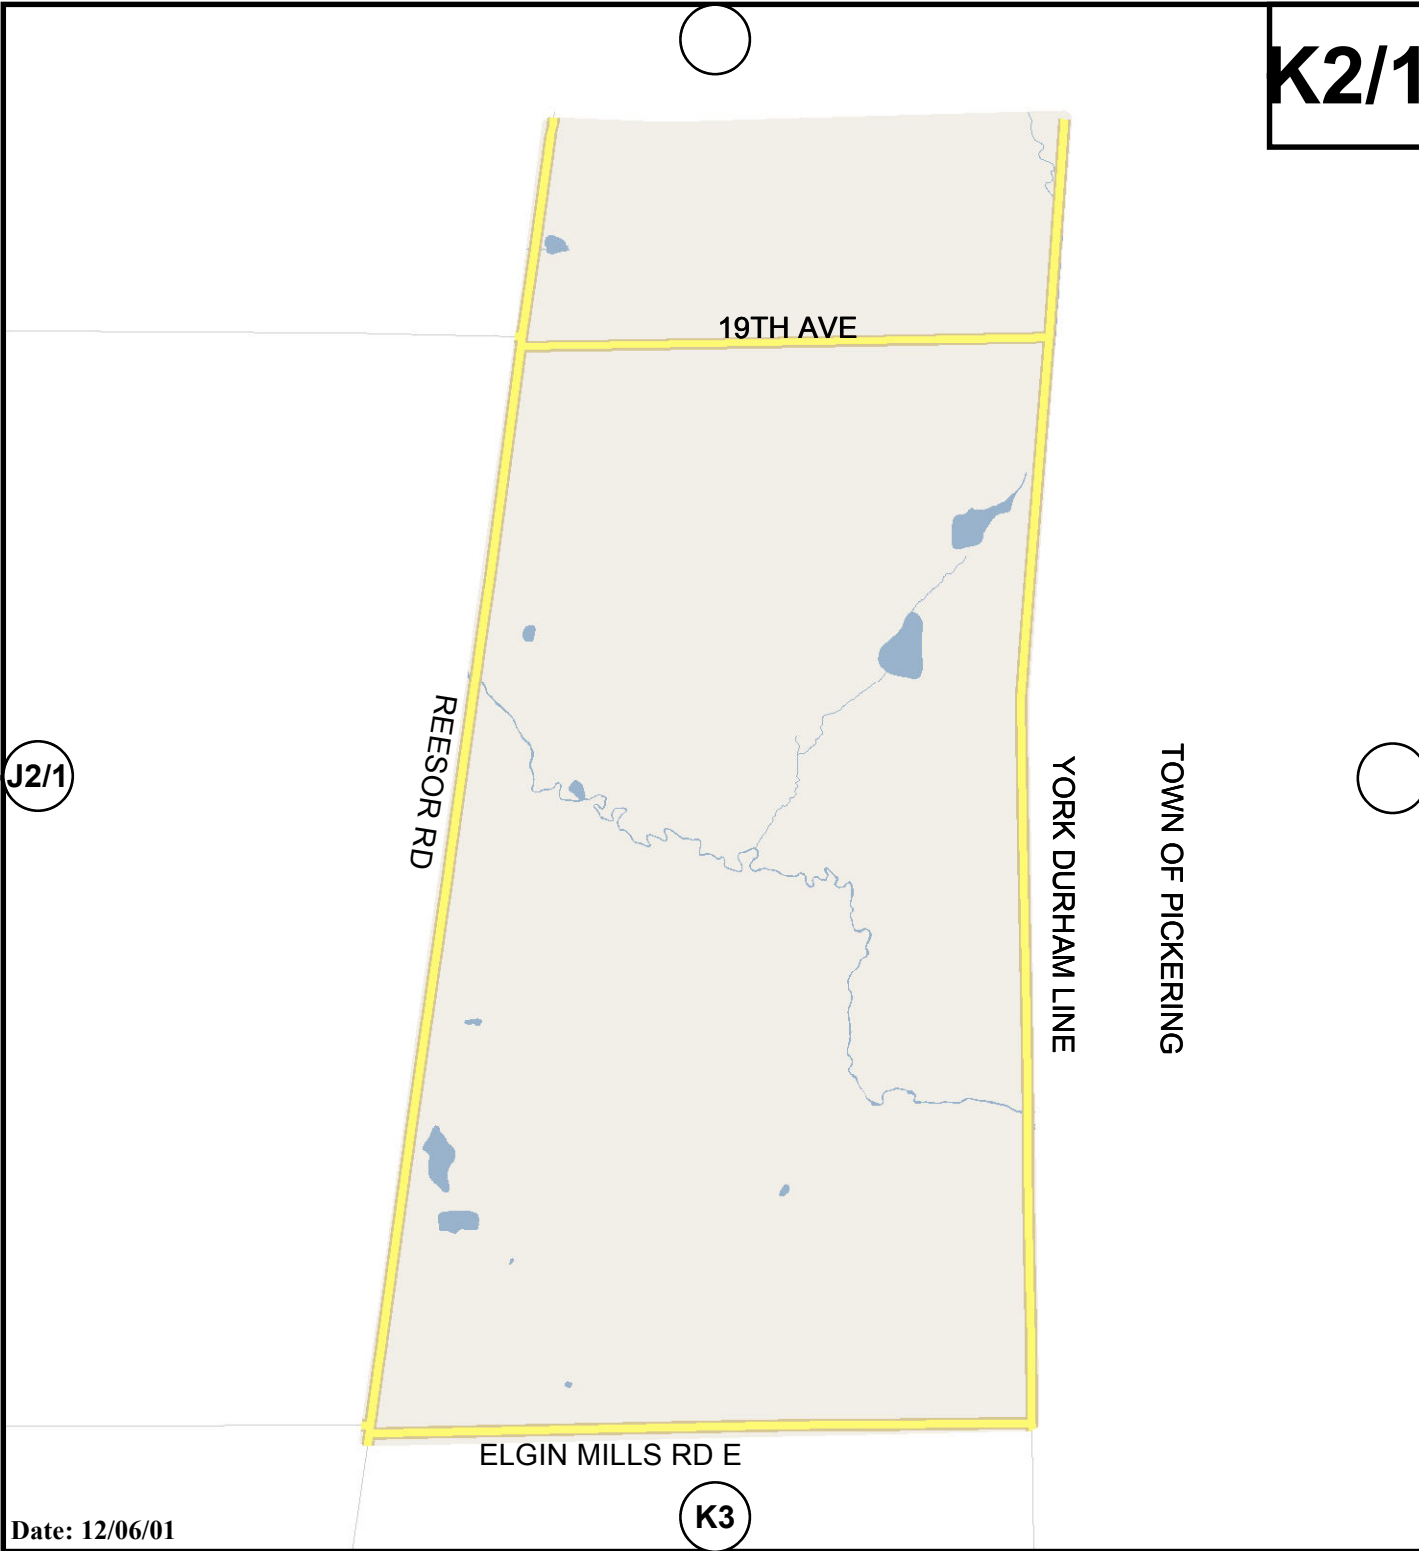 K2/1
19TH AVE
REESOR RD
J2/1
YORK DURHAM LINE
TOWN OF PICKERING
ELGIN MILLS RD E
K3
Date: 12/06/01